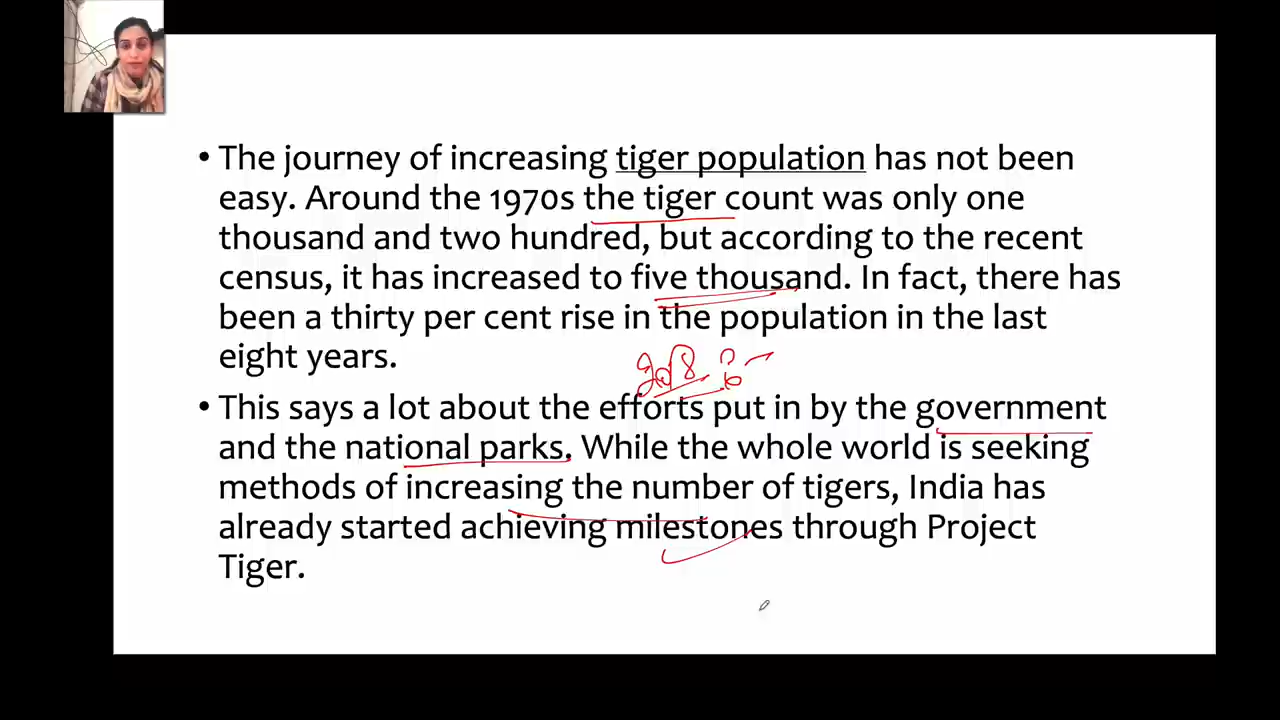 • The journey of increasing tiger population has not been
easy. Around the 1970s the tiger count was only one
thousand and two hundred, but according to the recent
census, it has increased to five thousand. In fact, there has
been a thirty per cent rise in the population in the last
eight years.
2018
• This says a lot about the efforts put in by the government
and the national parks. While the whole world is seeking
methods of increasing the number of tigers, India has
already started achieving milestones through Project
Tiger.